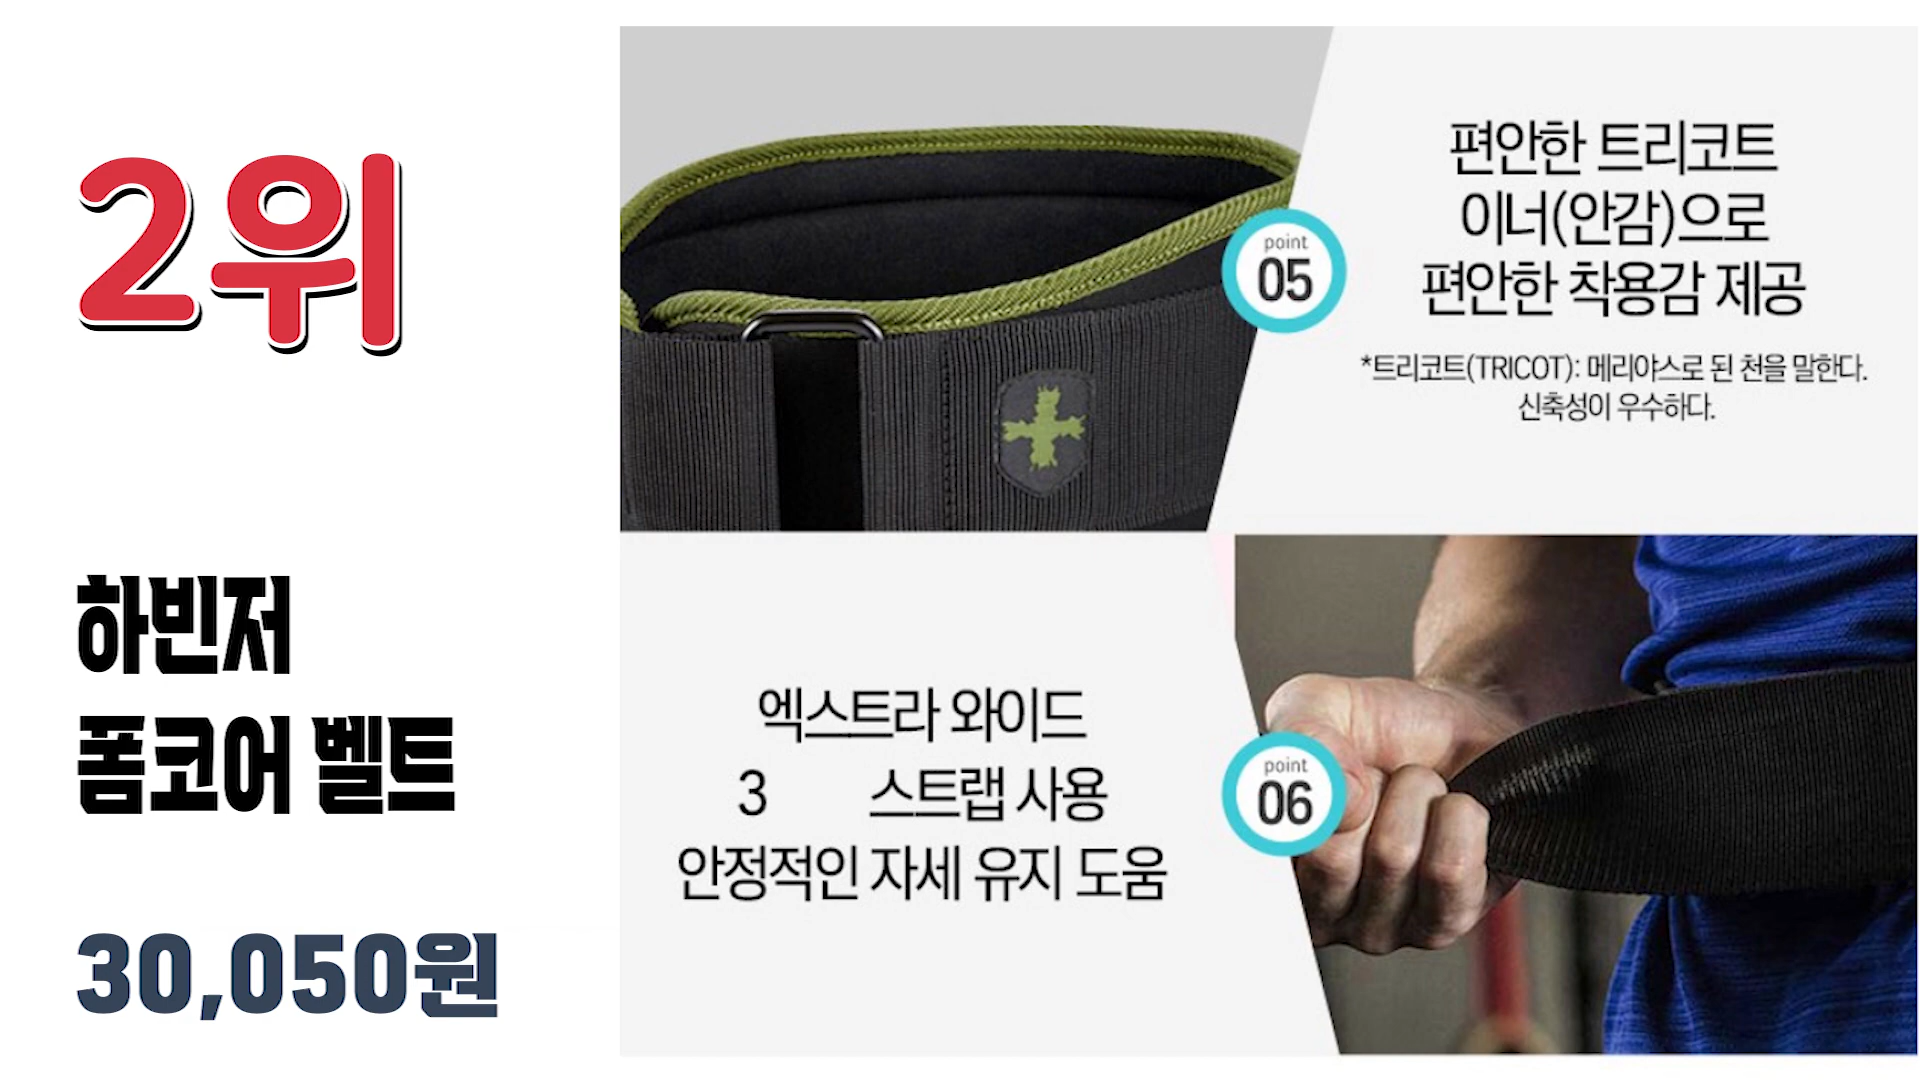 2위
하빈저
폼코어 벨트
30,050원
point
05
편안한 트리코트
이너(안감)으로
편안한 착용감 제공
*트리코트(TRICOT): 메리야스로 된 천을 말한다.
신축성이 우수하다.
엑스트라 와이드
3 스트랩 사용
안정적인 자세 유지 도움
point
06